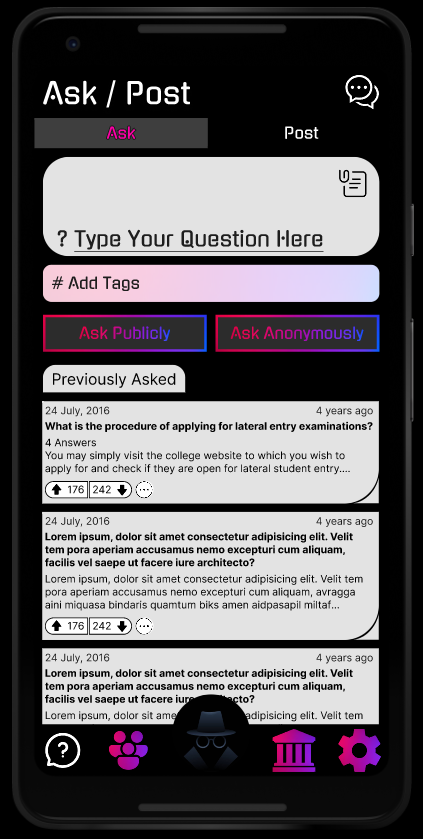 Ask / Post
Ask
Post
? Type Your Question Here
# Add Tags
Ask Publicly
Ask Anonymously
Previously Asked
24 July, 2016
4 years ago
What is the procedure of applying for lateral entry examinations?
4 Answers
You may simply visit the college website to which you wish to
apply for and check if they are open for lateral student entry....
176
242
24 July, 2016
4 years ago
Lorem ipsum, dolor sit amet consectetur adipisicing elit. Velit
tem pora aperiam accusamus nemo excepturi cum aliquam,
facilis vel saepe ut facere iure architecto?
Lorem ipsum, dolor sit amet consectetur adipisicing elit. Velit tem
pora aperiam accusamus nemo excepturi cum aliquam, avragga
aini miquasa bindaris quamtum biks amen aidpasapil miltaf...
176
242
24 July, 2016
4 years ago
Lorem ipsum, dolor sit amet consectetur adipisicing elit. Velit
tem pora aperiam accusamus nemo excepturi cum aliquam,
facilis vel saepe ut facere
Lorem ipsum, dolor sit ame
adipisicing elit. Velit tem
?